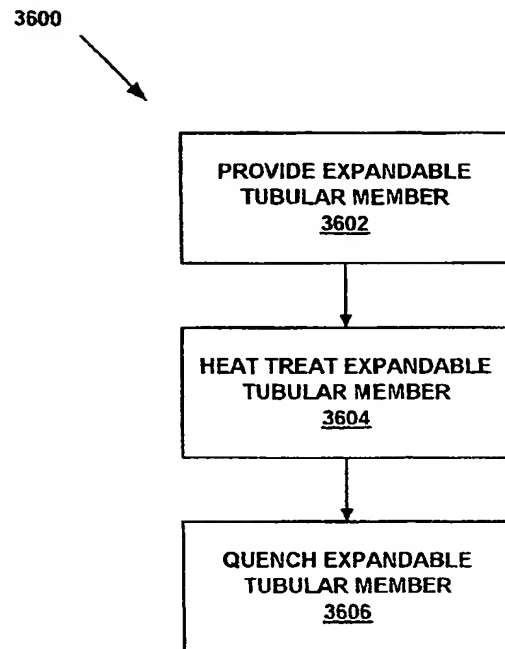 3600
PROVIDE EXPANDABLE
TUBULAR MEMBER
3602
HEAT TREAT EXPANDABLE
TUBULAR MEMBER
3604
QUENCH EXPANDABLE
TUBULAR MEMBER
3606